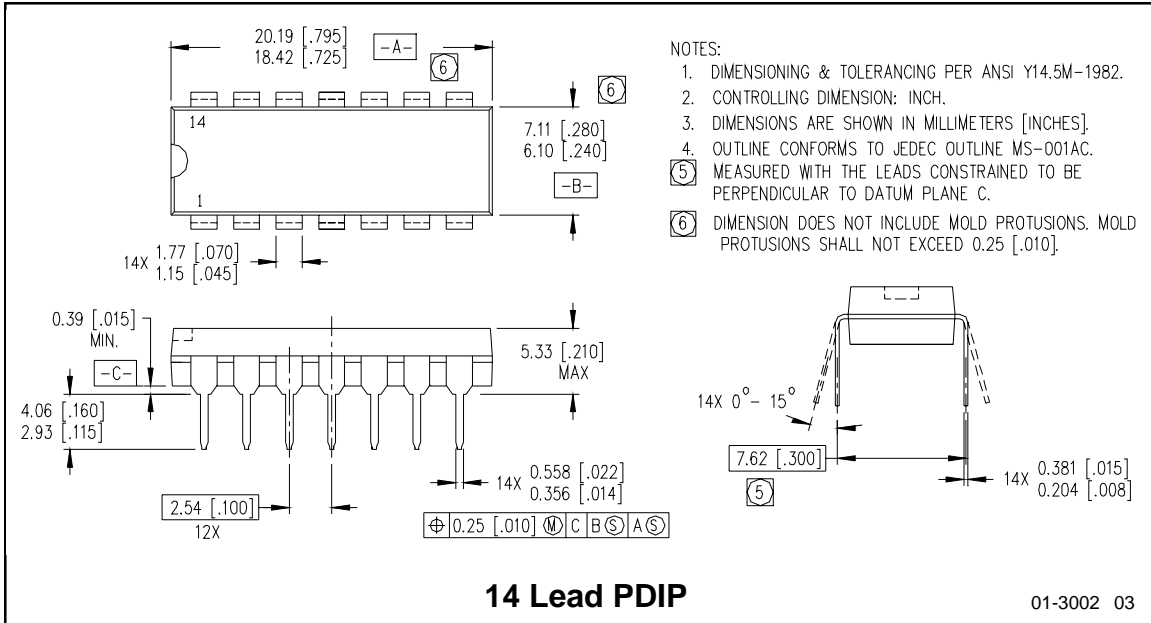 20.19 [.795]
18.42 [.725]
-A-
6
6
14
1
7.11 [.280]
6.10 [.240]
-B-
14X 1.77 [.070]
1.15 [.045]
NOTES:
1. DIMENSIONING & TOLERANCING PER ANSI Y14.5M-1982.
2. CONTROLLING DIMENSION: INCH.
3. DIMENSIONS ARE SHOWN IN MILLIMETERS [INCHES].
4. OUTLINE CONFORMS TO JEDEC OUTLINE MS-001AC.
5 MEASURED WITH THE LEADS CONSTRAINED TO BE
PERPENDICULAR TO DATUM PLANE C.
6 DIMENSION DOES NOT INCLUDE MOLD PROTUSIONS. MOLD
PROTUSIONS SHALL NOT EXCEED 0.25 [.010].
0.39 [.015]
MIN.
-C-
4.06 [.160]
2.93 [.115]
5.33 [.210]
MAX
2.54 [.100]
12X
14X 0.558 [.022]
0.356 [.014]
⌖ 0.25 [.010] Ⓜ C B Ⓢ A Ⓢ
14X 0°- 15°
7.62 [.300]
5
14X 0.381 [.015]
0.204 [.008]
14 Lead PDIP
01-3002 03